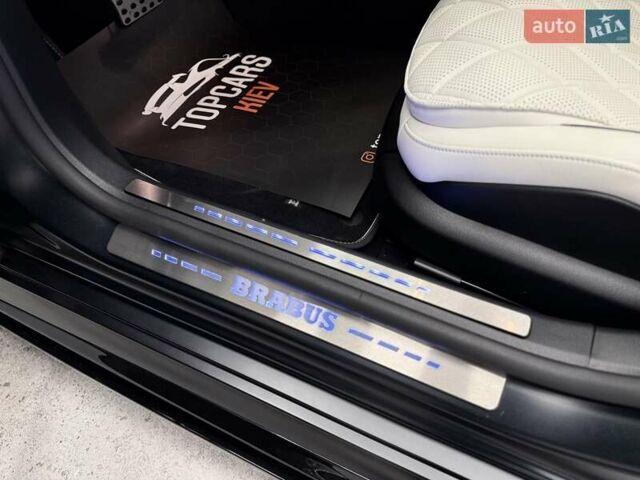 auto RIA
.com
TOPCARS
KIEV
BRABUS